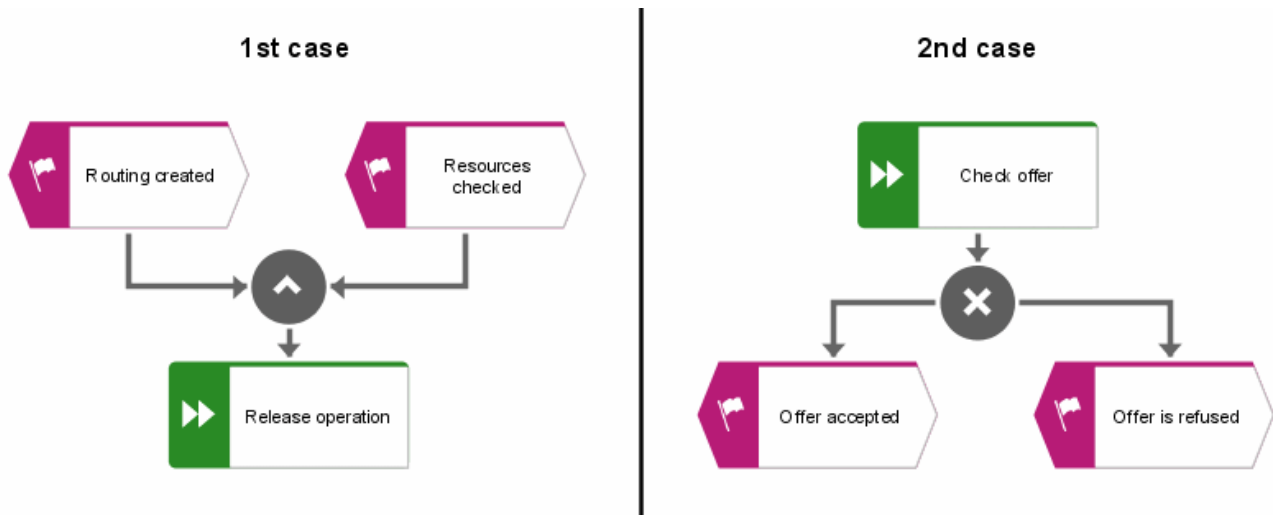 1st case
2nd case
Routing created
Resources
checked
Release operation
Check offer
Offer accepted
Offer is refused